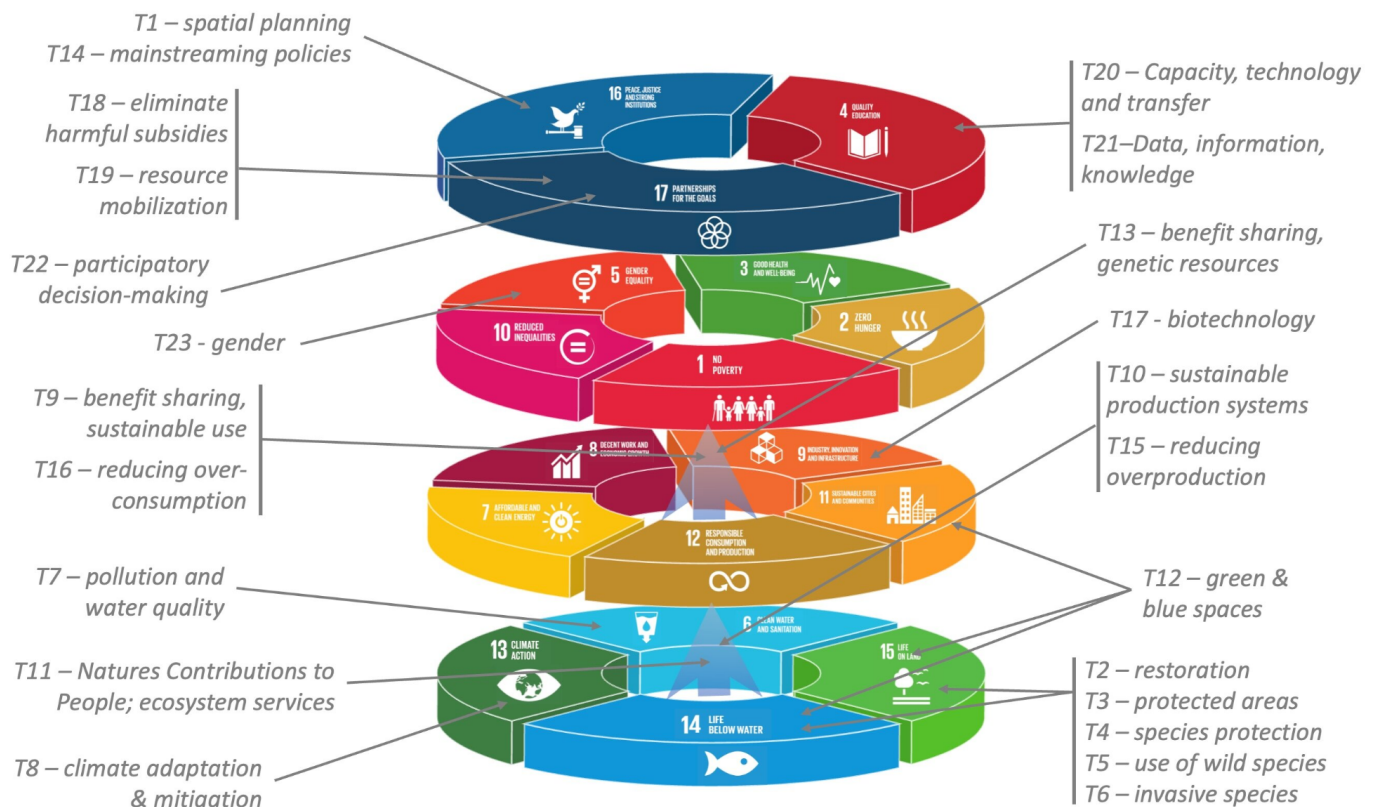 T1 – spatial planning
T14 – mainstreaming policies
T18 – eliminate
harmful subsidies
T19 – resource
mobilization
T22 – participatory
decision-making
T23 - gender
T9 – benefit sharing,
sustainable use
T16 – reducing over-
consumption
T7 – pollution and
water quality
T11 – Natures Contributions to
People; ecosystem services
T8 – climate adaptation
& mitigation
16 PEACE, JUSTICE
AND STRONG
INSTITUTIONS
4 QUALITY
EDUCATION
17 PARTNERSHIPS
FOR THE GOALS
5 GENDER
EQUALITY
3 GOOD HEALTH
AND WELL-BEING
10 REDUCED
INEQUALITIES
2 ZERO
HUNGER
1 NO
POVERTY
8 DECENT WORK AND
ECONOMIC GROWTH
9 INDUSTRY, INNOVATION
AND INFRASTRUCTURE
7 AFFORDABLE AND
CLEAN ENERGY
11 SUSTAINABLE CITIES
AND COMMUNITIES
12 RESPONSIBLE
CONSUMPTION
AND PRODUCTION
6 CLEAN WATER
AND SANITATION
13 CLIMATE
ACTION
15 LIFE
ON LAND
14 LIFE
BELOW WATER
T20 – Capacity, technology
and transfer
T21–Data, information,
knowledge
T13 – benefit sharing,
genetic resources
T17 - biotechnology
T10 – sustainable
production systems
T15 – reducing
overproduction
T12 – green &
blue spaces
T2 – restoration
T3 – protected areas
T4 – species protection
T5 – use of wild species
T6 – invasive species